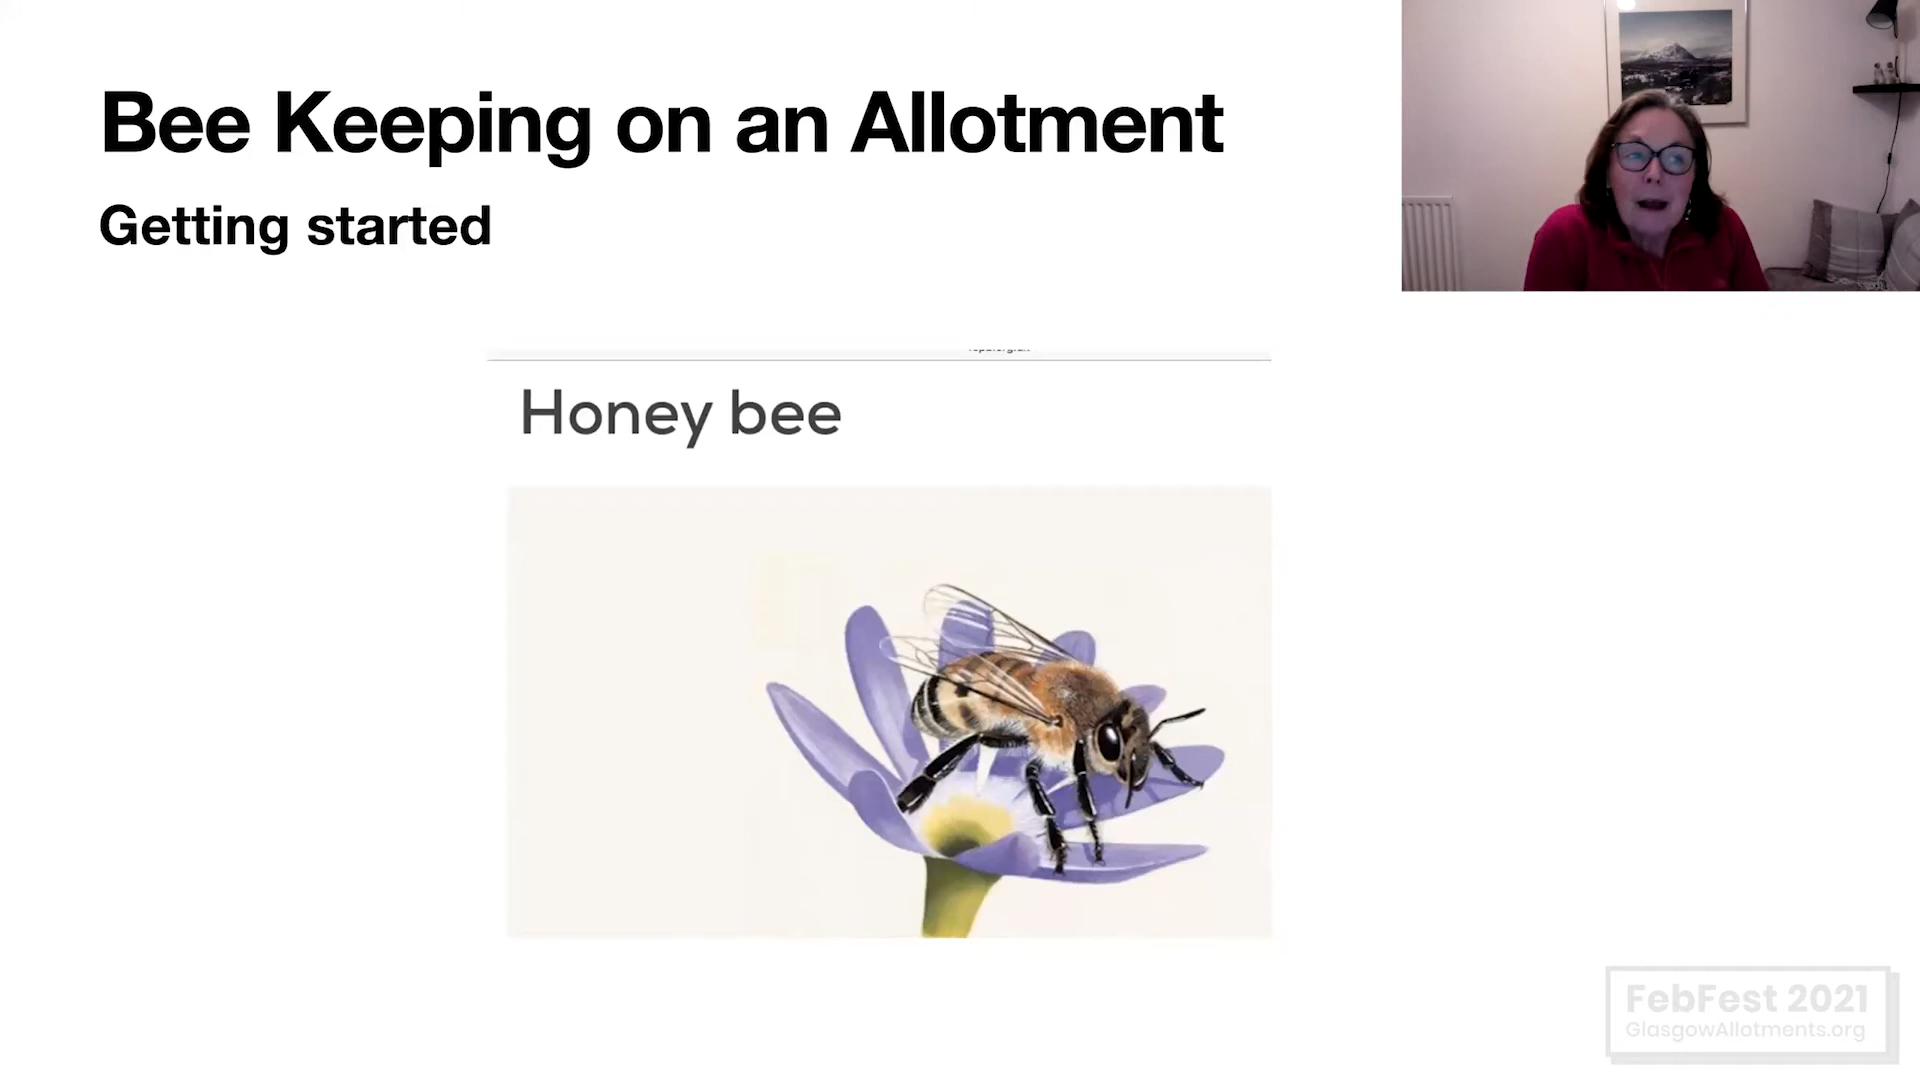 Bee Keeping on an Allotment
Getting started
Honey bee
FebFest 2021
GlasgowAllotments.org